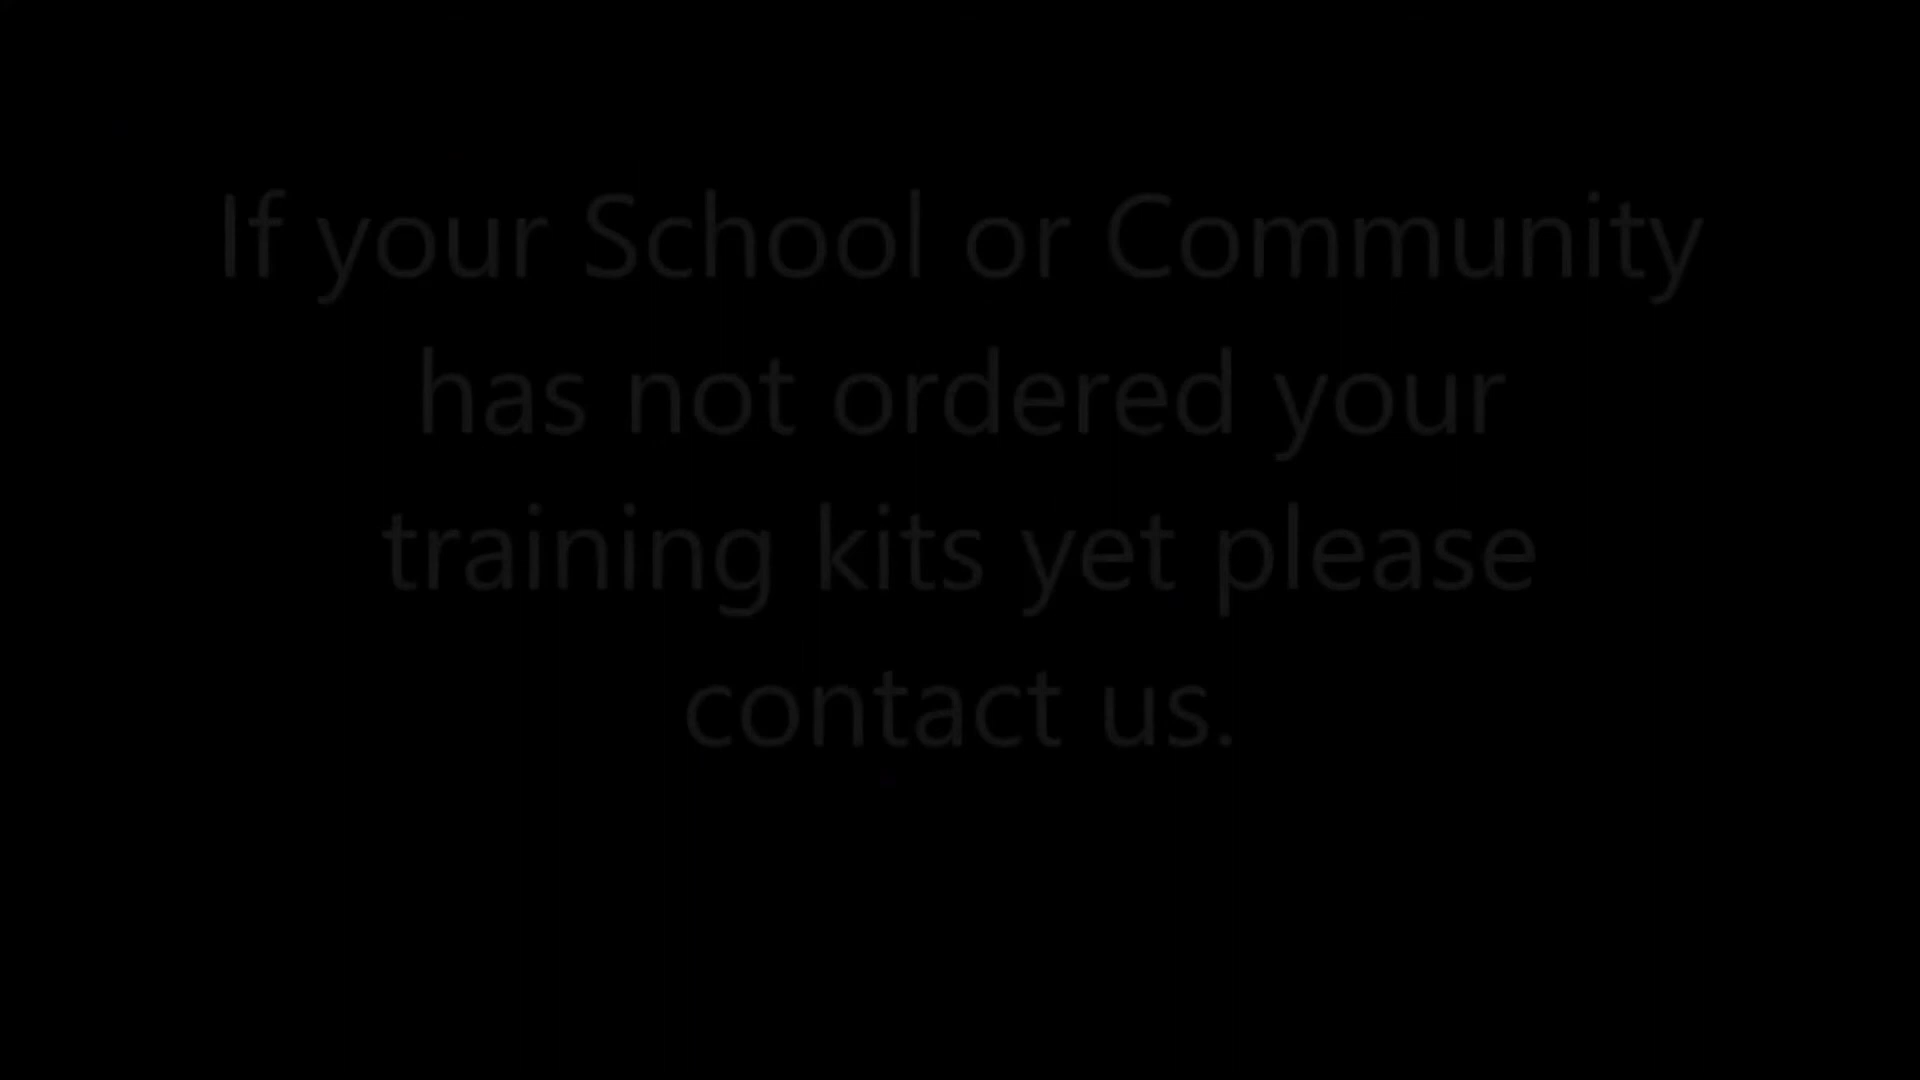 If your School or Community
has not ordered your
training kits yet please
contact us.